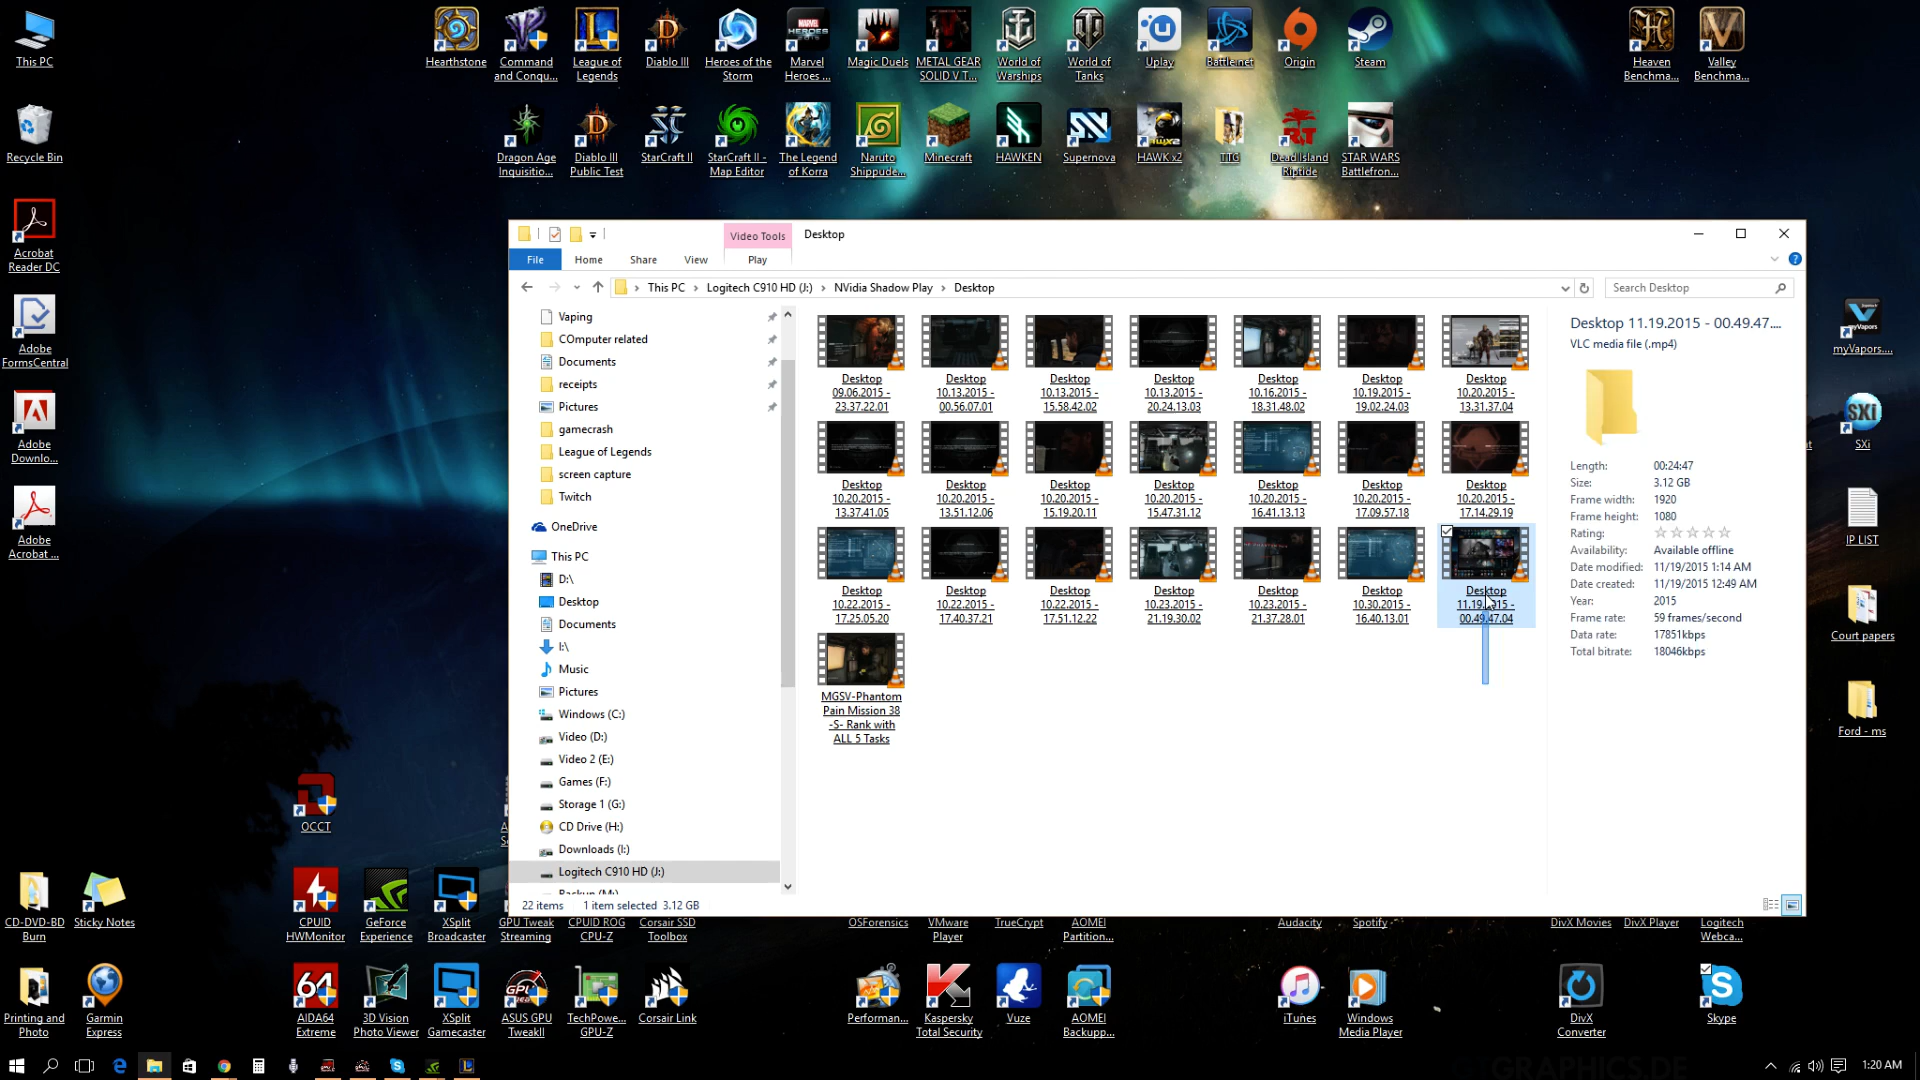 This PC
Hearthstone
Command
and Conqu...
League of
Legends
Diablo III
Heroes of the
Storm
Marvel
Heroes ...
Magic Duels
METAL GEAR
SOLID V T...
World of
Warships
World of
Tanks
Uplay
Battle.net
Origin
Steam
Heaven
Benchma...
Valley
Benchma...
Recycle Bin
Dragon Age
Inquisitio...
Diablo III
Public Test
StarCraft II
StarCraft II -
Map Editor
The Legend
of Korra
Naruto
Shippude...
Minecraft
HAWKEN
Supernova
HAWK x2
TTG
Dead Island
Riptide
STAR WARS
Battlefron...
Acrobat
Reader DC
Adobe
FormsCentral
Adobe
Downlo...
Adobe
Acrobat ...
Video Tools
Desktop
File
Home
Share
View
Play
This PC
Logitech C910 HD (J:)
NVidia Shadow Play
Desktop
Search Desktop
Vaping
COmputer related
Documents
receipts
Pictures
gamecrash
League of Legends
screen capture
Twitch
OneDrive
This PC
D:\
Desktop
Documents
I:\
Music
Pictures
Windows (C:)
Video (D:)
Video 2 (E:)
Games (F:)
Storage 1 (G:)
CD Drive (H:)
Downloads (I:)
Logitech C910 HD (J:)
Backup (M:)
Desktop
09.06.2015 -
23.37.22.01
Desktop
10.13.2015 -
00.56.07.01
Desktop
10.13.2015 -
15.58.42.02
Desktop
10.13.2015 -
20.24.13.03
Desktop
10.16.2015 -
18.31.48.02
Desktop
10.19.2015 -
19.02.24.03
Desktop
10.20.2015 -
13.31.37.04
Desktop
10.20.2015 -
13.37.41.05
Desktop
10.20.2015 -
13.51.12.06
Desktop
10.20.2015 -
15.19.20.11
Desktop
10.20.2015 -
15.47.31.12
Desktop
10.20.2015 -
16.41.13.13
Desktop
10.20.2015 -
17.09.57.18
Desktop
10.20.2015 -
17.14.29.19
Desktop
10.22.2015 -
17.25.05.20
Desktop
10.22.2015 -
17.40.37.21
Desktop
10.22.2015 -
17.51.12.22
Desktop
10.23.2015 -
21.19.30.02
Desktop
10.23.2015 -
21.37.28.01
Desktop
10.30.2015 -
16.40.13.01
Desktop
11.19.2015 -
00.49.47.04
MGSV-Phantom
Pain Mission 38
-S- Rank with
ALL 5 Tasks
Desktop 11.19.2015 - 00.49.47....
VLC media file (.mp4)
Length: 00:24:47
Size: 3.12 GB
Frame width: 1920
Frame height: 1080
Rating:
Availability: Available offline
Date modified: 11/19/2015 1:14 AM
Date created: 11/19/2015 12:49 AM
Year: 2015
Frame rate: 59 frames/second
Data rate: 17851kbps
Total bitrate: 18046kbps
22 items 1 item selected 3.12 GB
myVapors....
SXi
IP LIST
Court papers
Ford - ms
OCCT
CD-DVD-BD
Burn
Sticky Notes
CPUID
HWMonitor
GeForce
Experience
XSplit
Broadcaster
GPU Tweak
Streaming
CPUID ROG
CPU-Z
Corsair SSD
Toolbox
OSForensics
VMware
Player
TrueCrypt
AOMEI
Partition...
Audacity
Spotify
DivX Movies
DivX Player
Logitech
Webca...
Printing and
Photo
Garmin
Express
AIDA64
Extreme
3D Vision
Photo Viewer
XSplit
Gamecaster
ASUS GPU
TweakII
TechPowe...
GPU-Z
Corsair Link
Performan...
Kaspersky
Total Security
Vuze
AOMEI
Backupp...
iTunes
Windows
Media Player
DivX
Converter
Skype
GRAPHICS.DE
1:20 AM